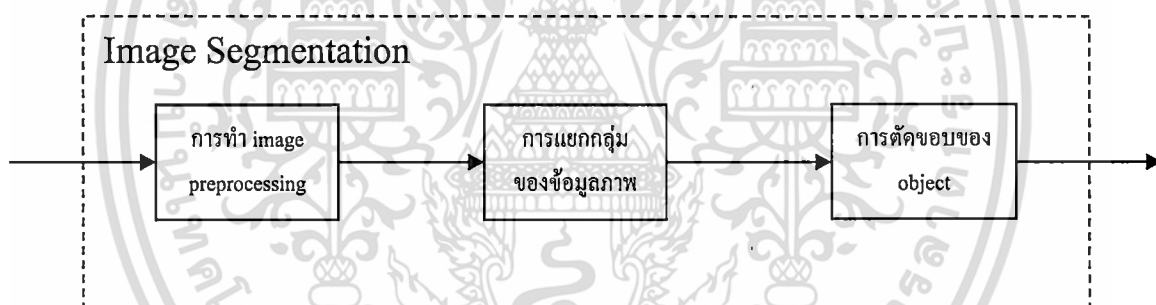 Image Segmentation
การทำ image
preprocessing
การแยกกลุ่ม
ของข้อมูลภาพ
การตัดขอบของ
object